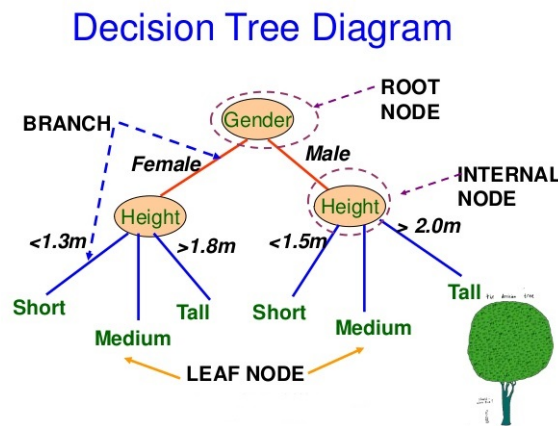 Decision Tree Diagram
ROOT
NODE
Gender
BRANCH
Female
Male
INTERNAL
NODE
Height
Height
<1.3m
>1.8m
<1.5m
> 2.0m
Short
Medium
Tall
Short
Medium
Tall
LEAF NODE